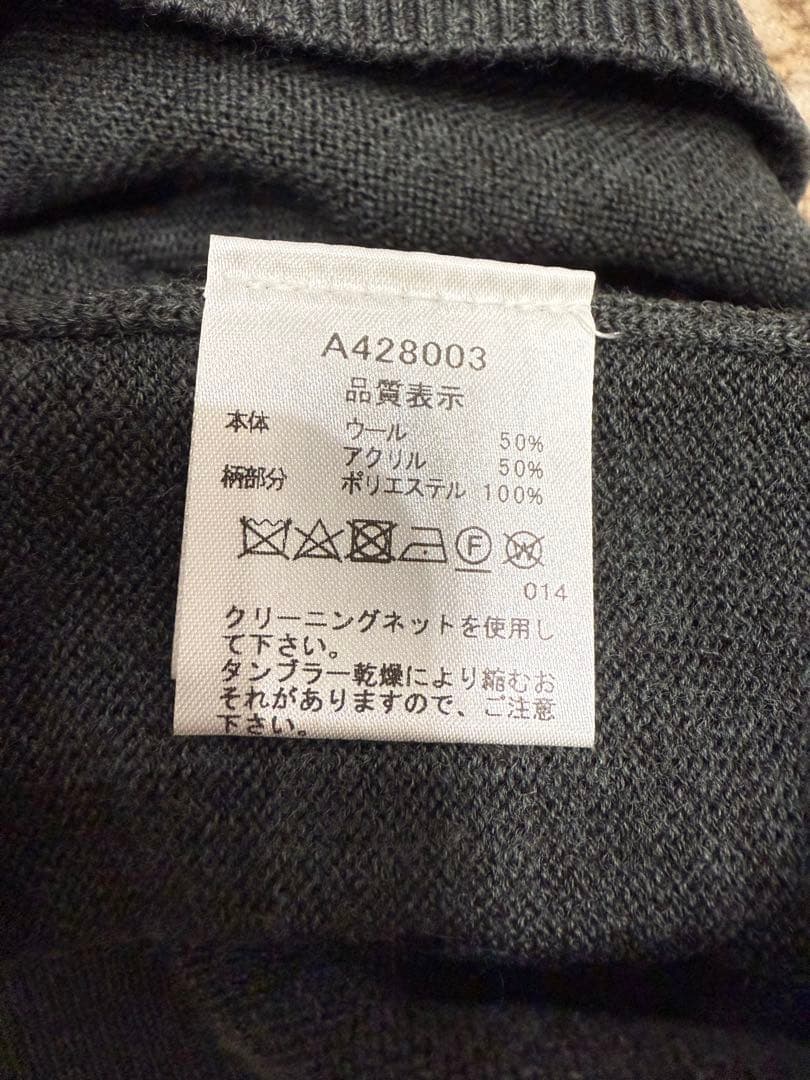 A428003
品質表示
本体 ウール 50%
アクリル 50%
柄部分 ポリエステル 100%
F W
014
クリーニングネットを使用し
て下さい。
タンブラー乾燥により縮むお
それがありますので、ご注意
下さい。